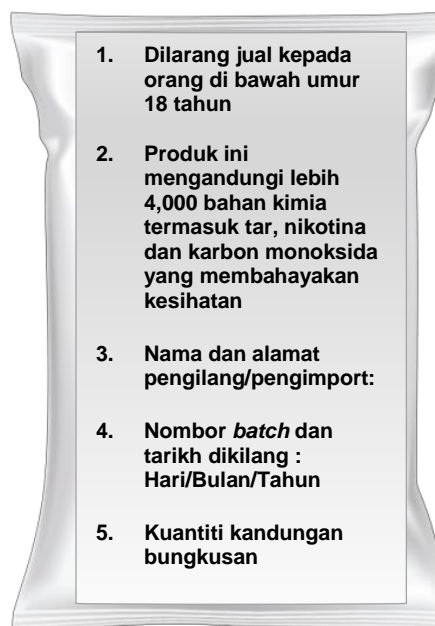 1. Dilarang jual kepada
orang di bawah umur
18 tahun
2. Produk ini
mengandungi lebih
4,000 bahan kimia
termasuk tar, nikotina
dan karbon monoksida
yang membahayakan
kesihatan
3. Nama dan alamat
pengilang/pengimport:
4. Nombor batch dan
tarikh dikilang :
Hari/Bulan/Tahun
5. Kuantiti kandungan
bungkusan